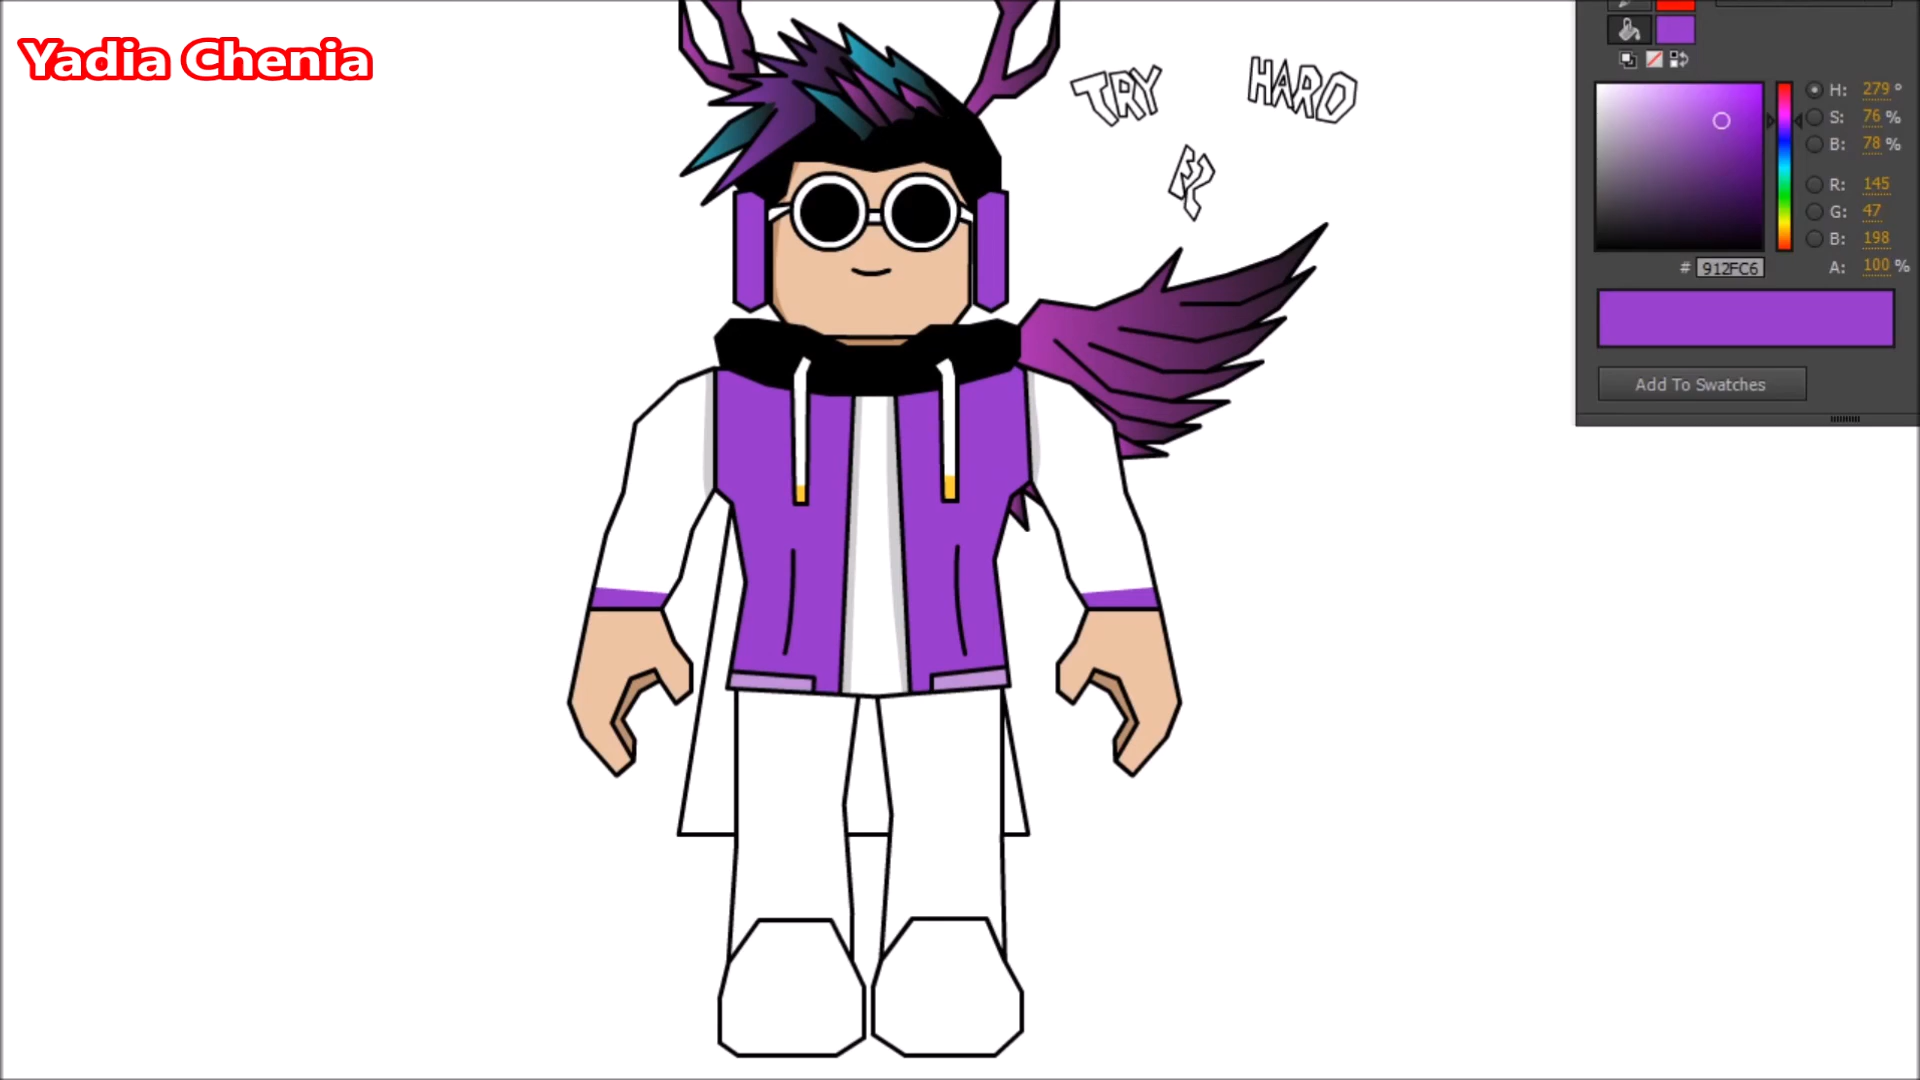 Yadia Chenia
TRY
HARD
H: 279 °
S: 76 %
B: 78 %
R: 145
G: 47
B: 198
# 912FC6
A: 100 %
Add To Swatches